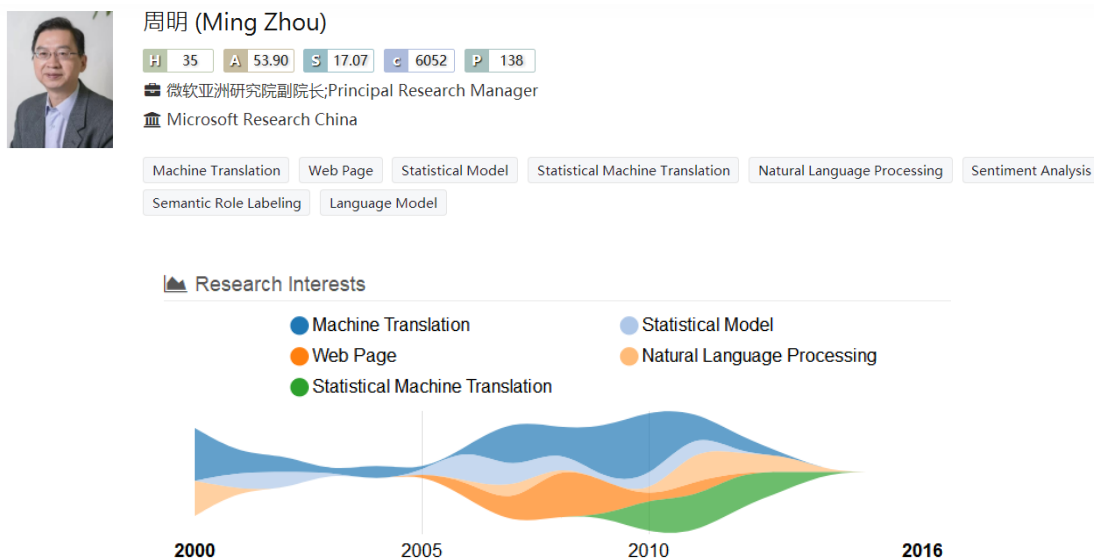 周明 (Ming Zhou)
H 35 A 53.90 S 17.07 c 6052 P 138
微软亚洲研究院副院长;Principal Research Manager
Microsoft Research China
Machine Translation Web Page Statistical Model Statistical Machine Translation Natural Language Processing Sentiment Analysis
Semantic Role Labeling Language Model
Research Interests
Machine Translation Statistical Model
Web Page Natural Language Processing
Statistical Machine Translation
2000 2005 2010 2016